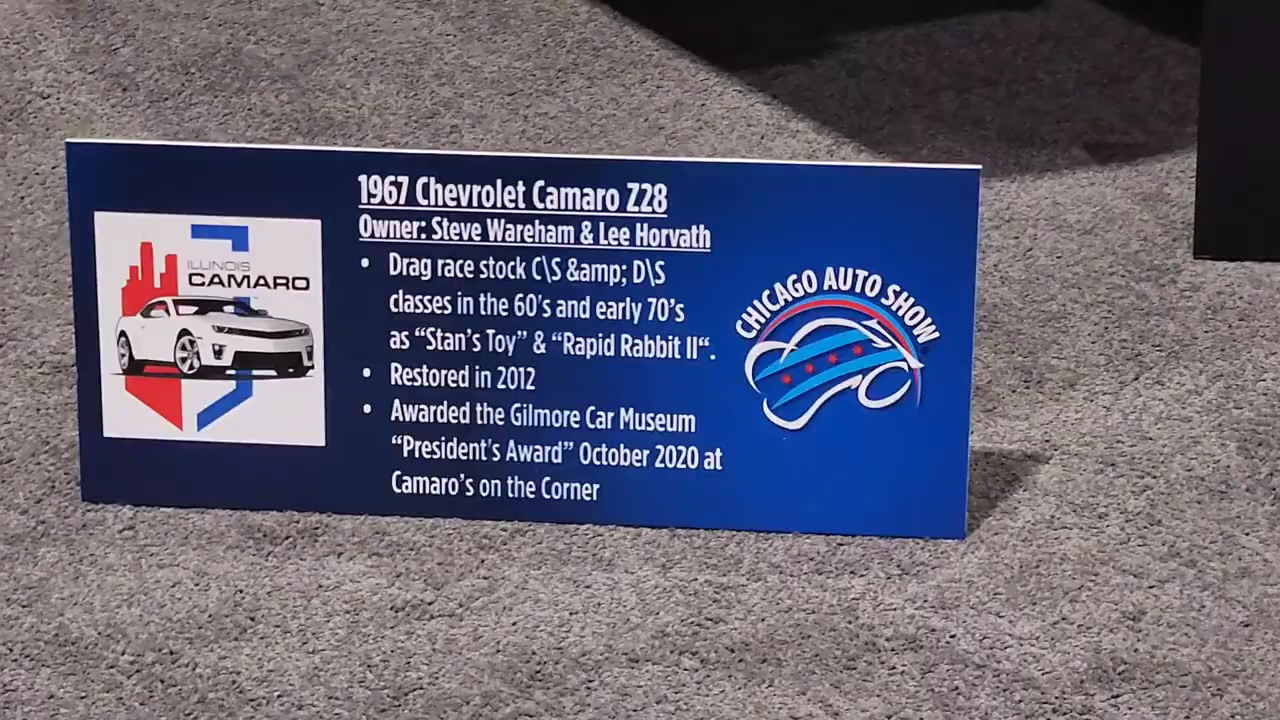 ILLINOIS
CAMARO
1967 Chevrolet Camaro Z28
Owner: Steve Wareham & Lee Horvath
• Drag race stock C\S &amp; D\S
classes in the 60's and early 70's
as “Stan's Toy” & “Rapid Rabbit II“.
• Restored in 2012
• Awarded the Gilmore Car Museum
“President's Award” October 2020 at
Camaro's on the Corner
CHICAGO AUTO SHOW